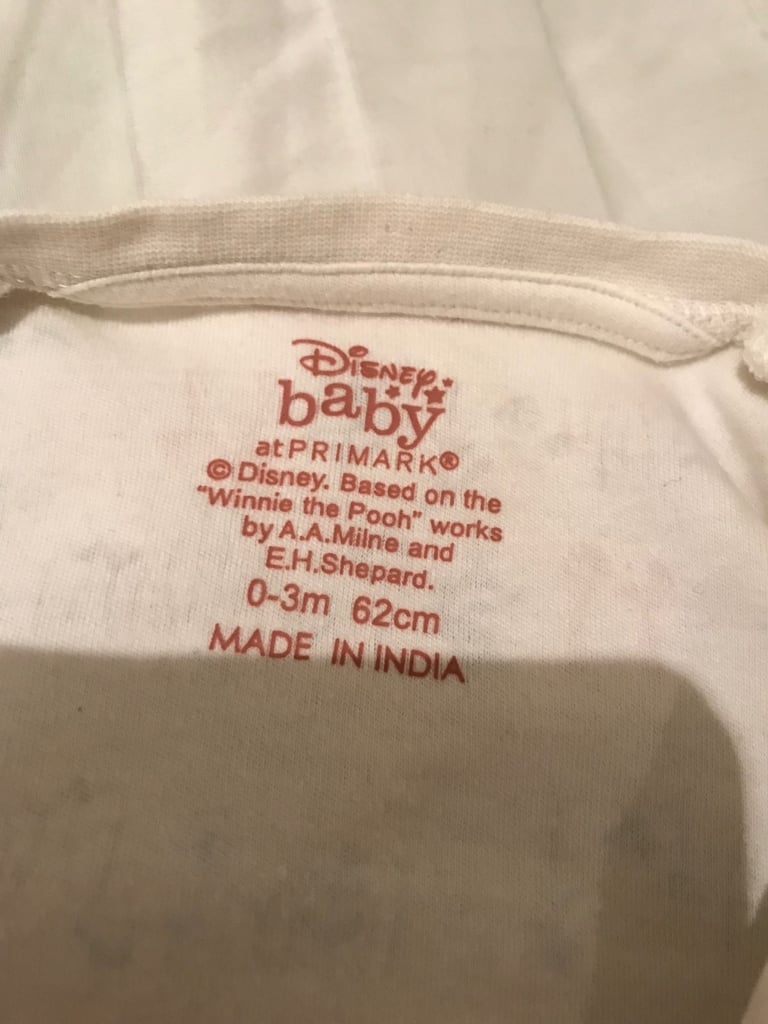 Disney
baby
at PRIMARK®
© Disney. Based on the
"Winnie the Pooh" works
by A.A.Milne and
E.H.Shepard.
0-3m 62cm
MADE IN INDIA